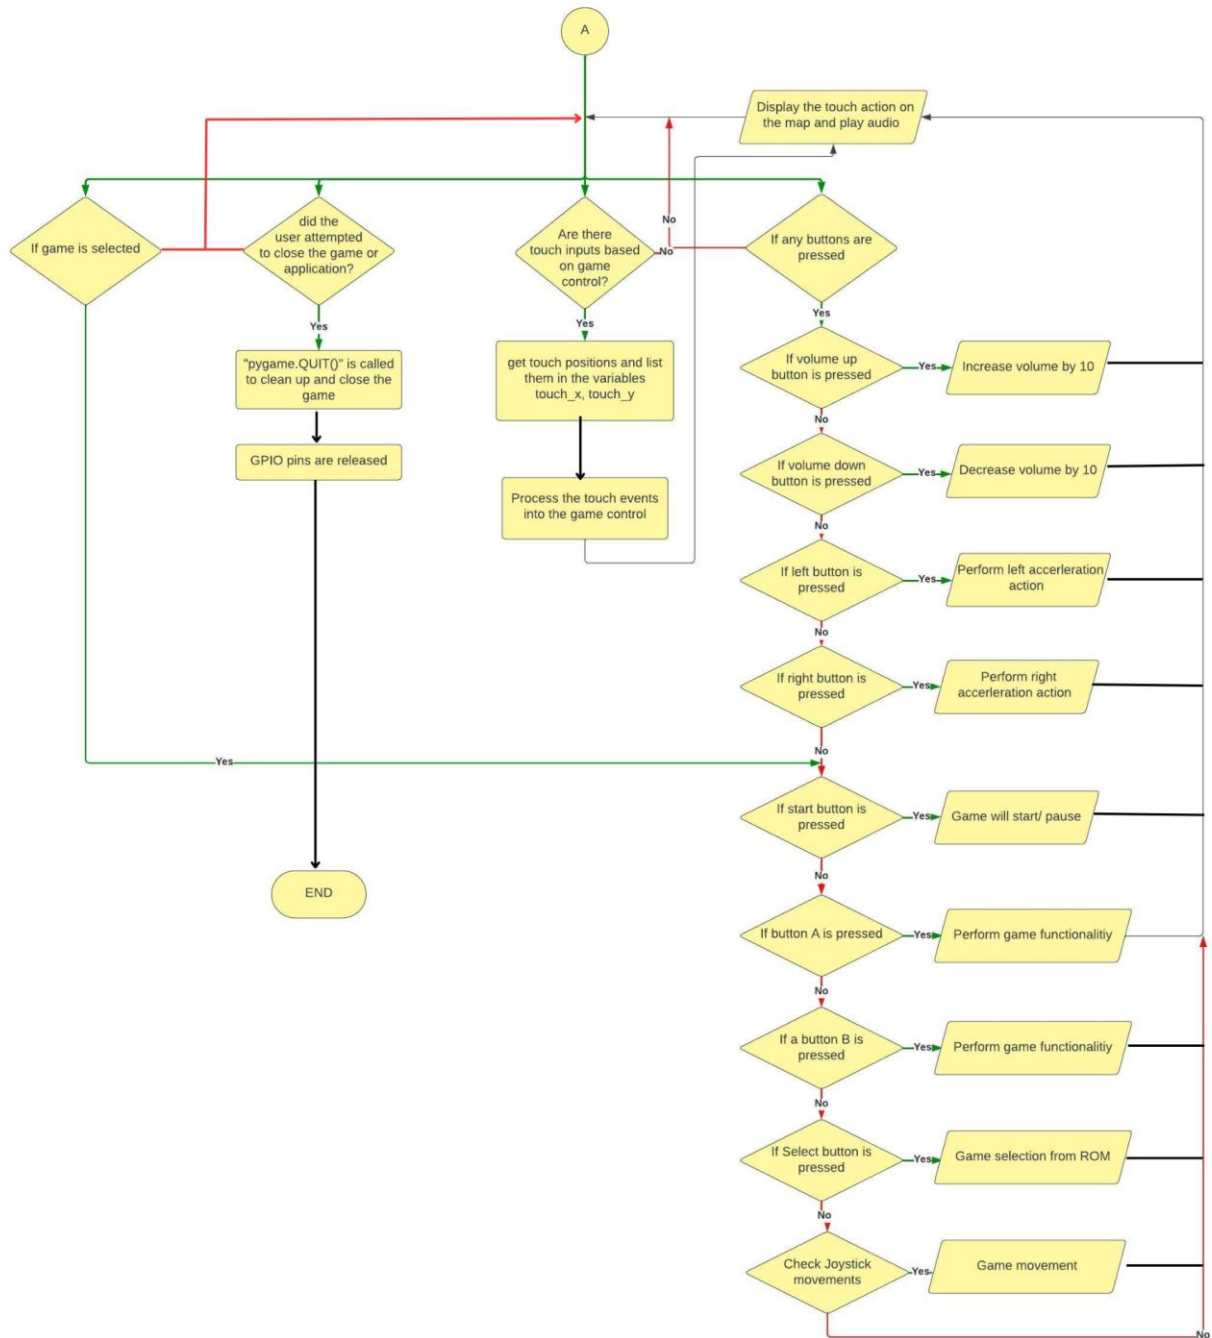 A
Display the touch action on
the map and play audio
If game is selected
did the
user attempted
to close the game or
application?
Are there
touch inputs based
on game
control?
No
No
If any buttons are
pressed
Yes
Yes
Yes
"pygame.QUIT()" is called
to clean up and close the
game
get touch positions and list
them in the variables
touch_x, touch_y
If volume up
button is pressed
Yes
Increase volume by 10
No
GPIO pins are released
Process the touch events
into the game control
If volume down
button is pressed
Yes
Decrease volume by 10
No
If left button is
pressed
Yes
Perform left accerleration
action
No
If right button is
pressed
Yes
Perform right
accerleration action
No
Yes
If start button is
pressed
Yes
Game will start/ pause
No
END
If button A is pressed
Yes
Perform game functionalitiy
No
If a button B is
pressed
Yes
Perform game functionalitiy
No
If Select button is
pressed
Yes
Game selection from ROM
No
Check Joystick
movements
Yes
Game movement
No